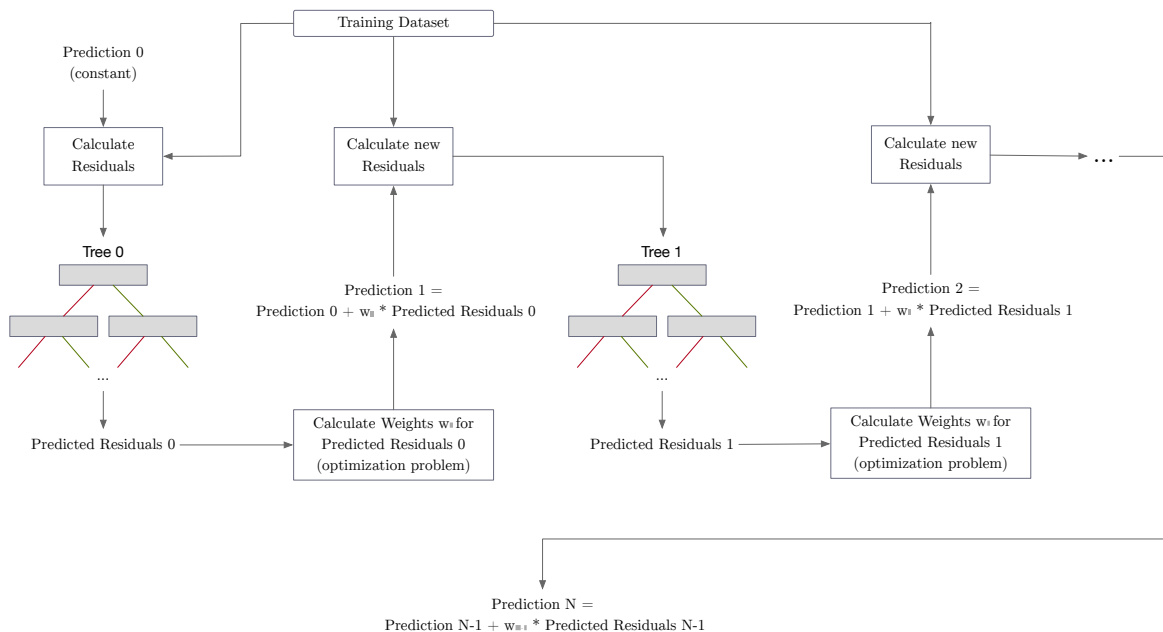 Training Dataset
Prediction 0
(constant)
Calculate
Residuals
Calculate new
Residuals
Calculate new
Residuals
...
Tree 0
...
Predicted Residuals 0
Calculate Weights w for
Predicted Residuals 0
(optimization problem)
Prediction 1 =
Prediction 0 + w * Predicted Residuals 0
Tree 1
...
Predicted Residuals 1
Calculate Weights w for
Predicted Residuals 1
(optimization problem)
Prediction 2 =
Prediction 1 + w * Predicted Residuals 1
Prediction N =
Prediction N-1 + w * Predicted Residuals N-1